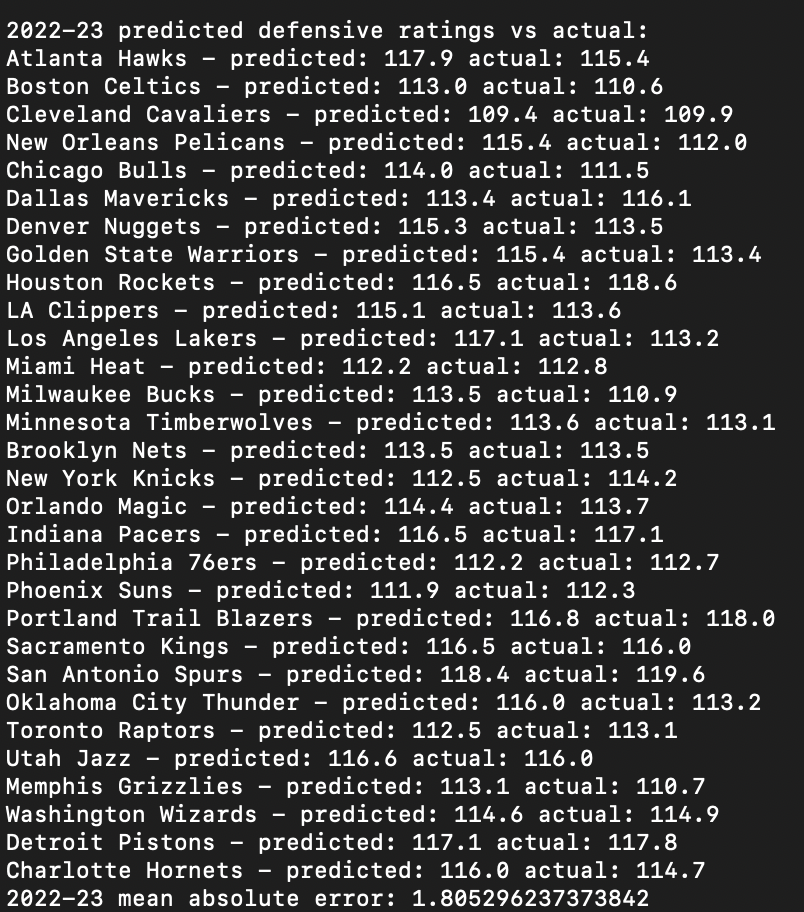 2022-23 predicted defensive ratings vs actual:
Atlanta Hawks - predicted: 117.9 actual: 115.4
Boston Celtics - predicted: 113.0 actual: 110.6
Cleveland Cavaliers - predicted: 109.4 actual: 109.9
New Orleans Pelicans - predicted: 115.4 actual: 112.0
Chicago Bulls - predicted: 114.0 actual: 111.5
Dallas Mavericks - predicted: 113.4 actual: 116.1
Denver Nuggets - predicted: 115.3 actual: 113.5
Golden State Warriors - predicted: 115.4 actual: 113.4
Houston Rockets - predicted: 116.5 actual: 118.6
LA Clippers - predicted: 115.1 actual: 113.6
Los Angeles Lakers - predicted: 117.1 actual: 113.2
Miami Heat - predicted: 112.2 actual: 112.8
Milwaukee Bucks - predicted: 113.5 actual: 110.9
Minnesota Timberwolves - predicted: 113.6 actual: 113.1
Brooklyn Nets - predicted: 113.5 actual: 113.5
New York Knicks - predicted: 112.5 actual: 114.2
Orlando Magic - predicted: 114.4 actual: 113.7
Indiana Pacers - predicted: 116.5 actual: 117.1
Philadelphia 76ers - predicted: 112.2 actual: 112.7
Phoenix Suns - predicted: 111.9 actual: 112.3
Portland Trail Blazers - predicted: 116.8 actual: 118.0
Sacramento Kings - predicted: 116.5 actual: 116.0
San Antonio Spurs - predicted: 118.4 actual: 119.6
Oklahoma City Thunder - predicted: 116.0 actual: 113.2
Toronto Raptors - predicted: 112.5 actual: 113.1
Utah Jazz - predicted: 116.6 actual: 116.0
Memphis Grizzlies - predicted: 113.1 actual: 110.7
Washington Wizards - predicted: 114.6 actual: 114.9
Detroit Pistons - predicted: 117.1 actual: 117.8
Charlotte Hornets - predicted: 116.0 actual: 114.7
2022-23 mean absolute error: 1.805296237373842